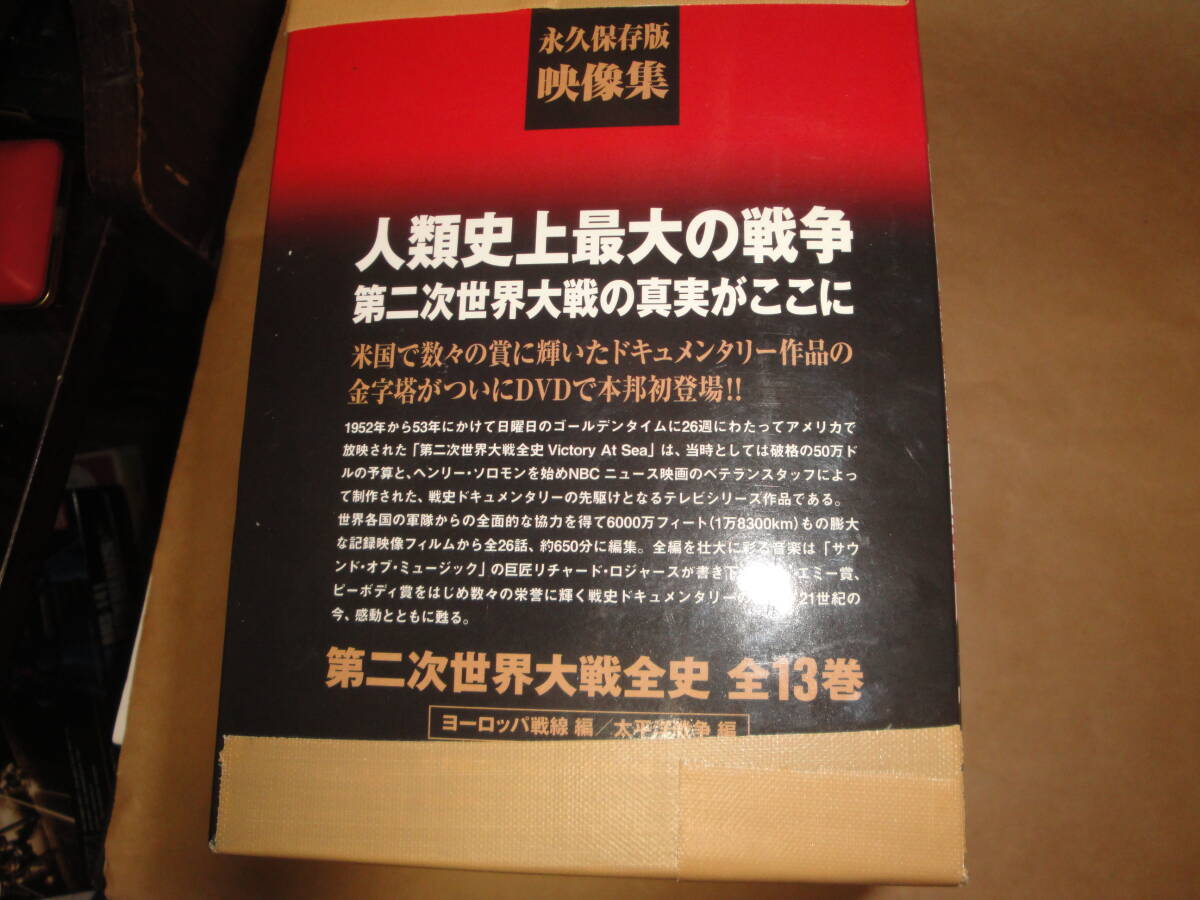 永久保存版
映像集
人類史上最大の戦争
第二次世界大戦の真実がここに
米国で数々の賞に輝いたドキュメンタリー作品の
金字塔がついにDVDで本邦初登場!!
1952年から53年にかけて日曜日のゴールデンタイムに26週にわたってアメリカで
放映された「第二次世界大戦全史 Victory At Sea」は、当時としては破格の50万ド
ルの予算と、ヘンリー・ソロモンを始めNBC ニュース映画のベテランスタッフによっ
て制作された、戦史ドキュメンタリーの先駆けとなるテレビシリーズ作品である。
世界各国の軍隊からの全面的な協力を得て6000万フィート(1万8300km)もの膨大
な記録映像フィルムから全26話、約650分に編集。全編を壮大に彩る音楽は「サウ
ンド・オブ・ミュージック」の巨匠リチャード・ロジャースが書き下 エミー賞、
ピーボディ賞をはじめ数々の栄誉に輝く戦史ドキュメンタリーの 21世紀の
今、感動とともに甦る。
第二次世界大戦全史 全13巻
ヨーロッパ戦線 編／太平洋戦争 編